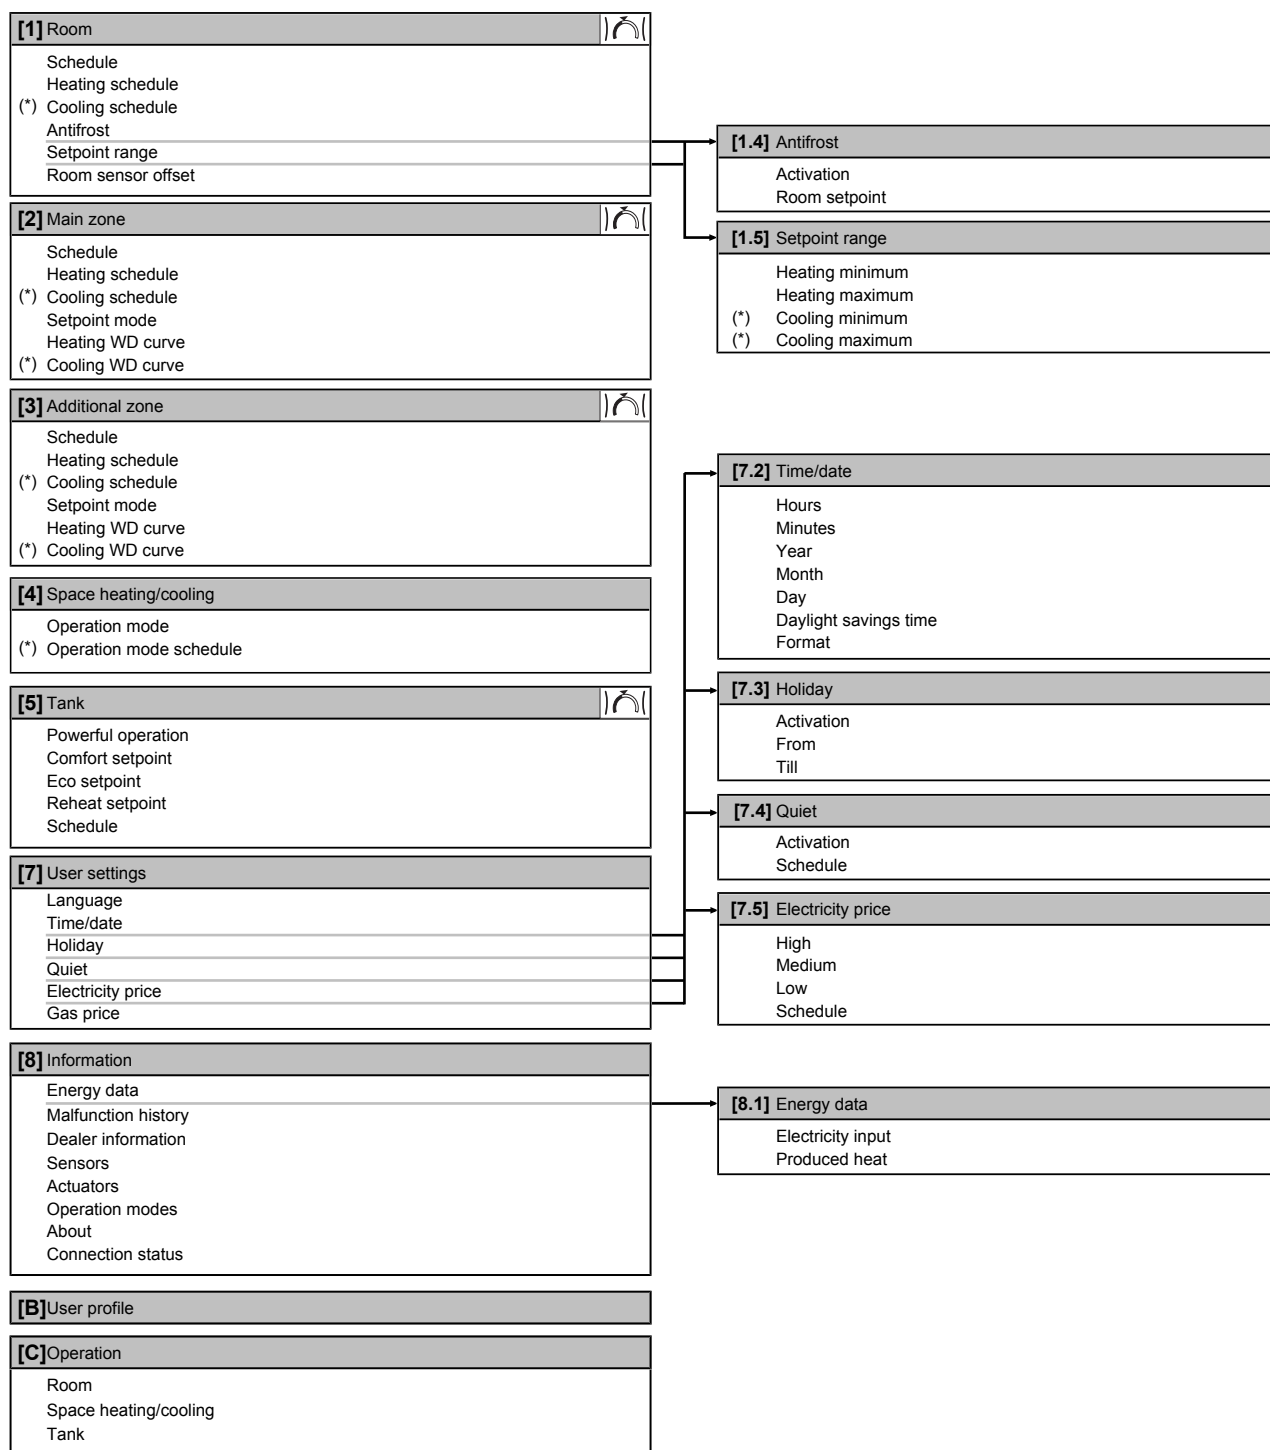 [1] Room
Schedule
Heating schedule
(*) Cooling schedule
Antifrost
Setpoint range
Room sensor offset
[2] Main zone
Schedule
Heating schedule
(*) Cooling schedule
Setpoint mode
Heating WD curve
(*) Cooling WD curve
[3] Additional zone
Schedule
Heating schedule
(*) Cooling schedule
Setpoint mode
Heating WD curve
(*) Cooling WD curve
[4] Space heating/cooling
Operation mode
(*) Operation mode schedule
[5] Tank
Powerful operation
Comfort setpoint
Eco setpoint
Reheat setpoint
Schedule
[7] User settings
Language
Time/date
Holiday
Quiet
Electricity price
Gas price
[8] Information
Energy data
Malfunction history
Dealer information
Sensors
Actuators
Operation modes
About
Connection status
[B] User profile
[C] Operation
Room
Space heating/cooling
Tank
[1.4] Antifrost
Activation
Room setpoint
[1.5] Setpoint range
Heating minimum
Heating maximum
(*) Cooling minimum
(*) Cooling maximum
[7.2] Time/date
Hours
Minutes
Year
Month
Day
Daylight savings time
Format
[7.3] Holiday
Activation
From
Till
[7.4] Quiet
Activation
Schedule
[7.5] Electricity price
High
Medium
Low
Schedule
[8.1] Energy data
Electricity input
Produced heat